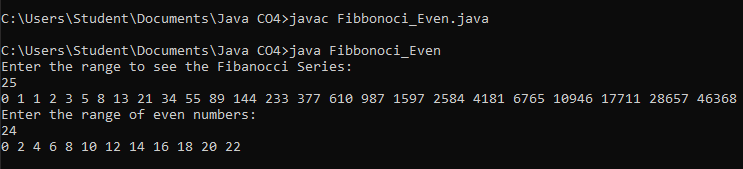 C:\Users\Student\Documents\Java CO4>javac Fibbonoci_Even.java
C:\Users\Student\Documents\Java CO4>java Fibbonoci_Even
Enter the range to see the Fibanocci Series:
25
0 1 1 2 3 5 8 13 21 34 55 89 144 233 377 610 987 1597 2584 4181 6765 10946 17711 28657 46368
Enter the range of even numbers:
24
0 2 4 6 8 10 12 14 16 18 20 22